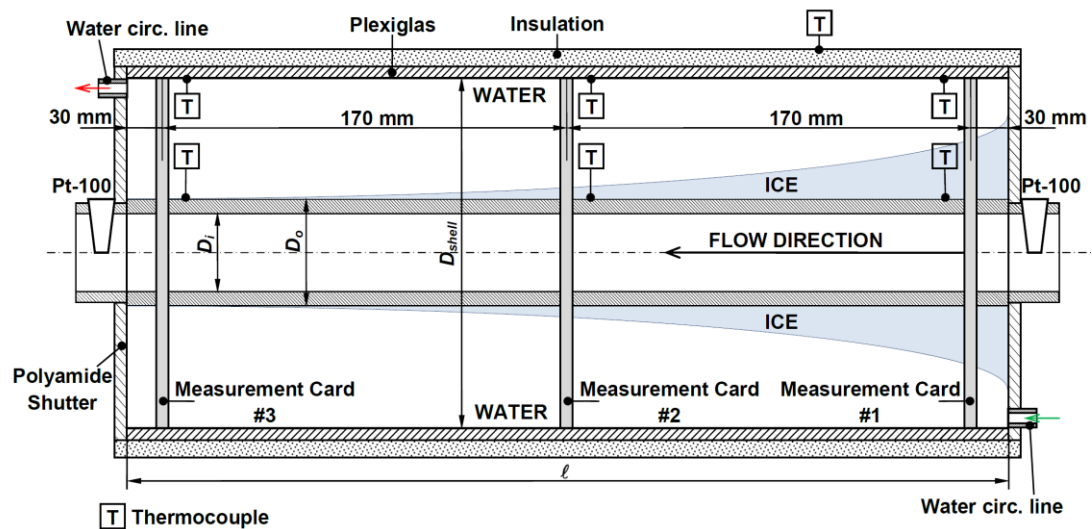 Water circ. line
Plexiglas
Insulation
T
T
WATER
T
T
30 mm
170 mm
170 mm
30 mm
T
T
T
Pt-100
ICE
Pt-100
Di
Do
Dshell
FLOW DIRECTION
ICE
Polyamide
Shutter
Measurement Card
#3
WATER
Measurement Card
#2
Measurement Card
#1
ℓ
Water circ. line
T Thermocouple